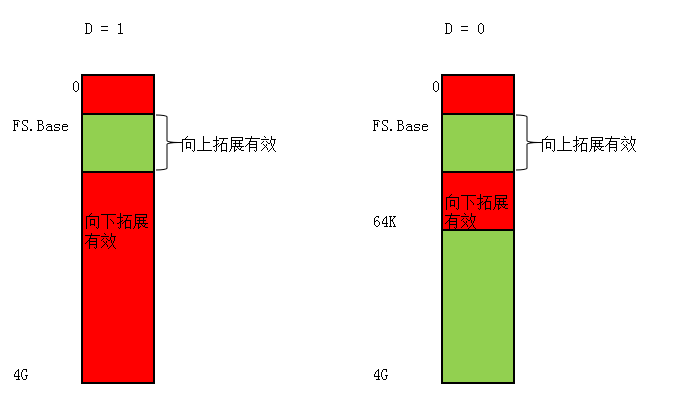 D = 1
D = 0
0
0
FS.Base
FS.Base
向上拓展有效
向上拓展有效
向下拓展
有效
向下拓展
有效
64K
4G
4G